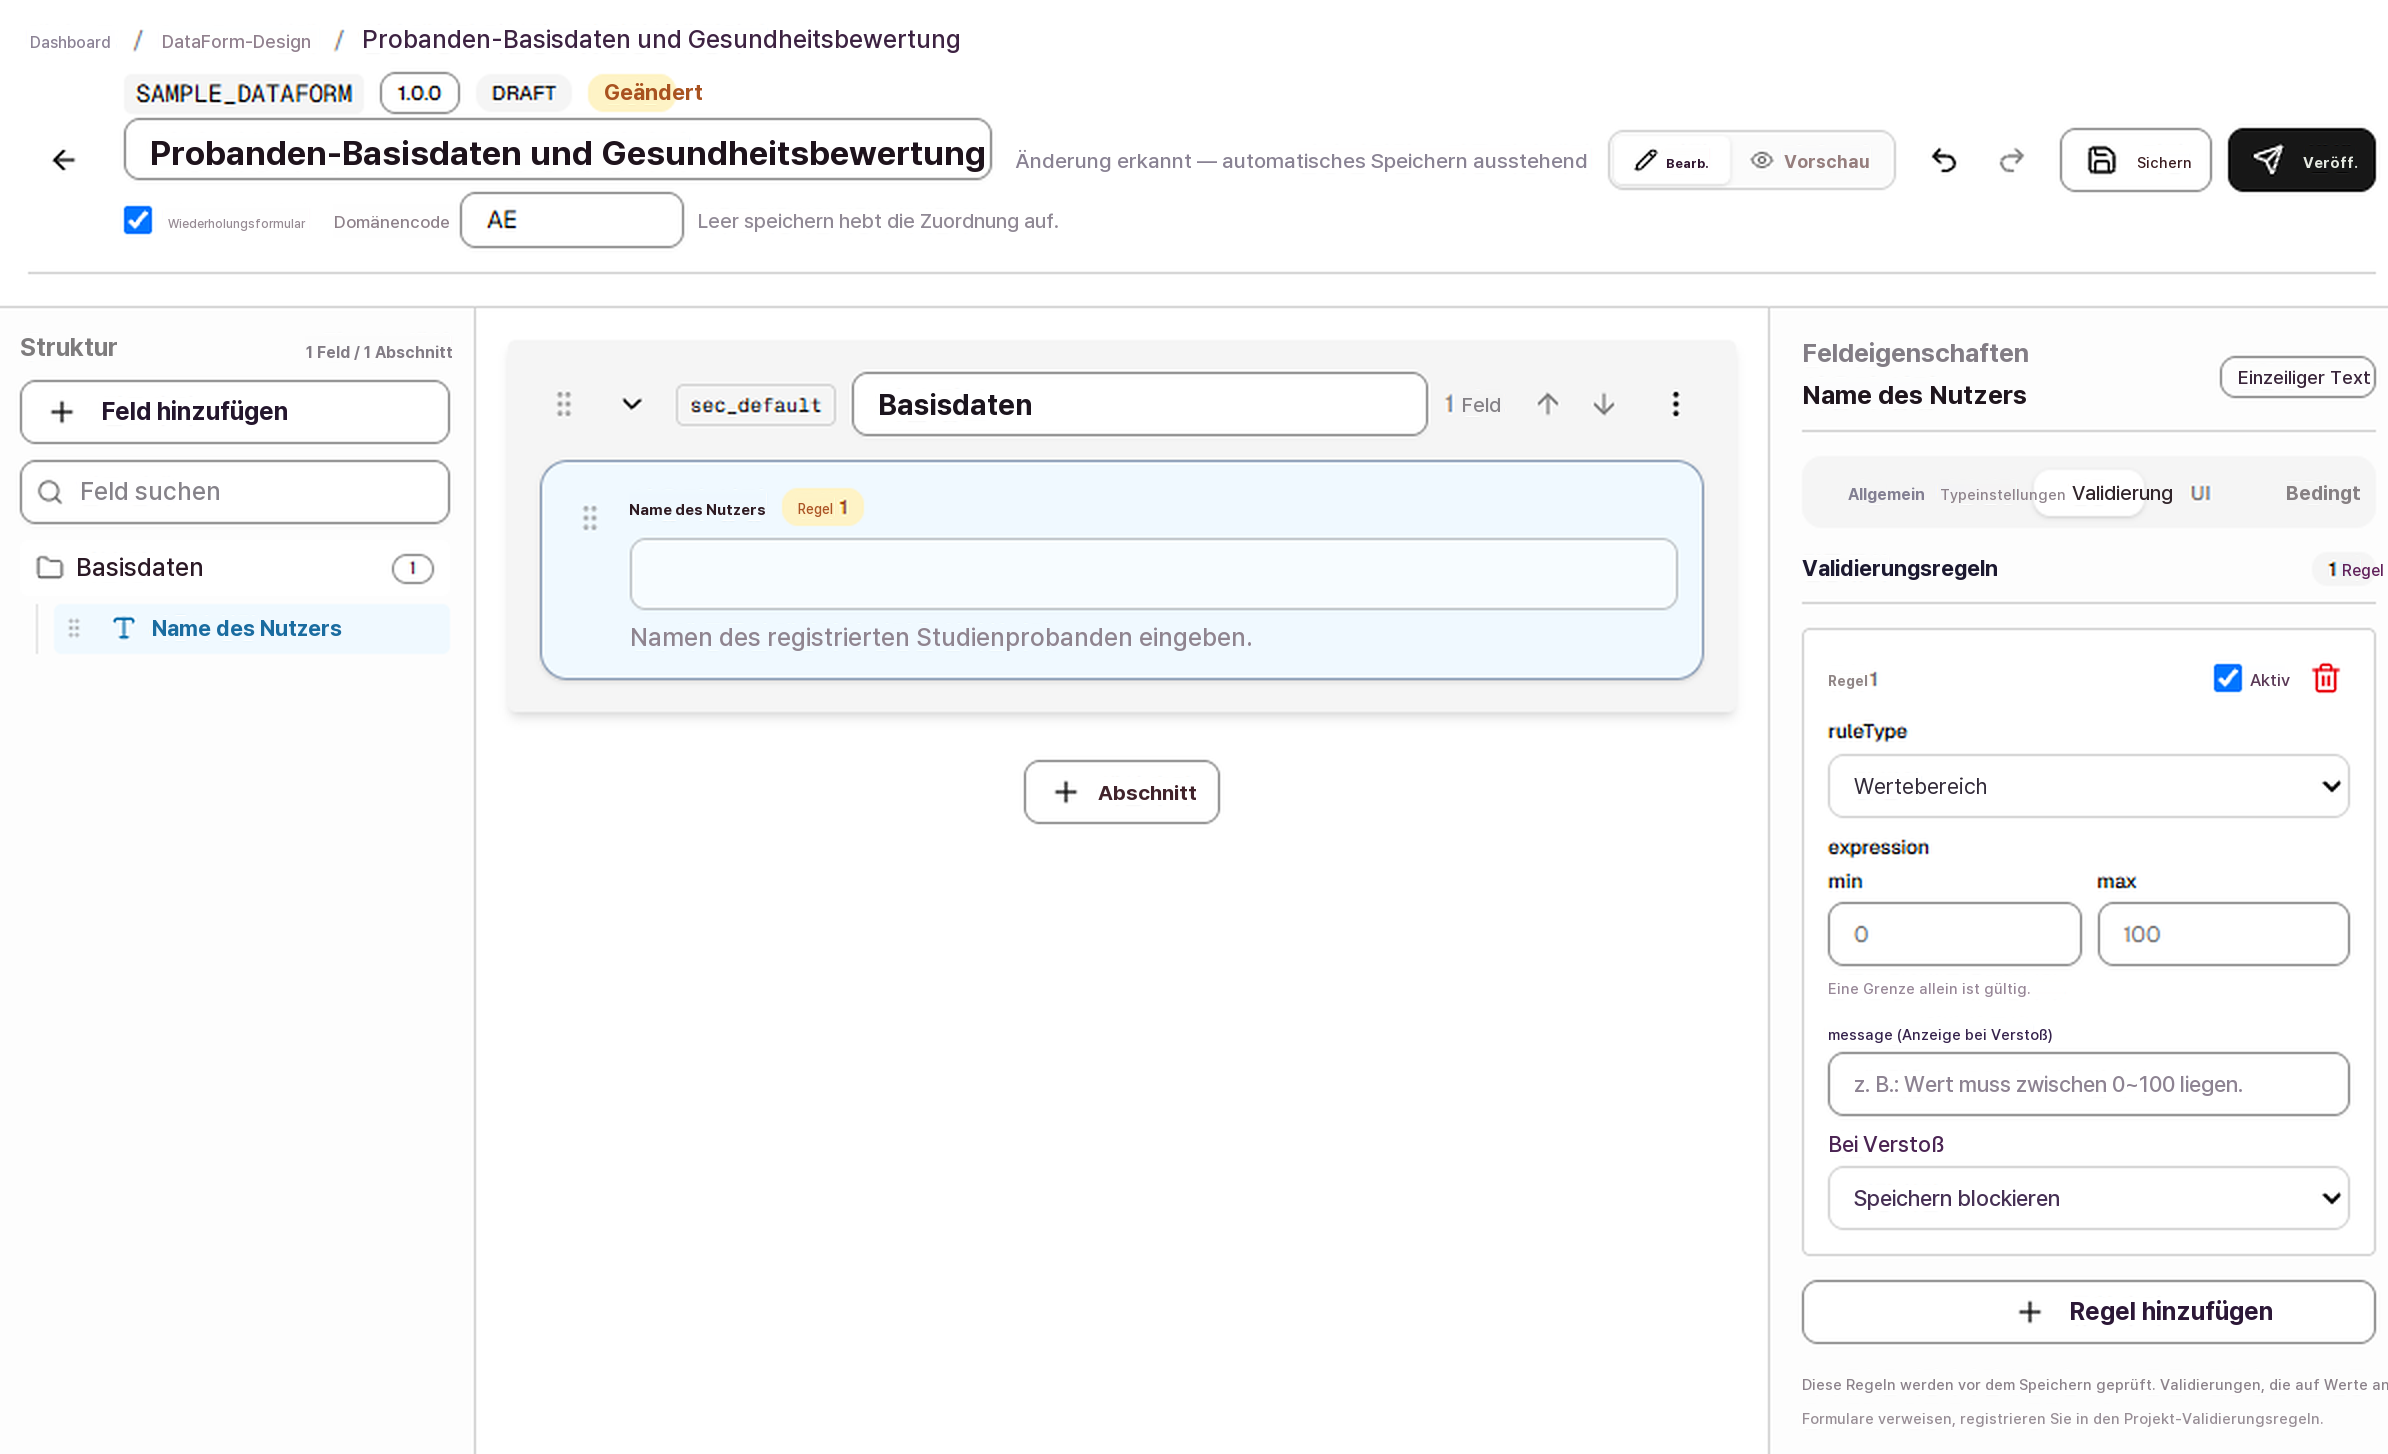 Dashboard / DataForm-Design / Probanden-Basisdaten und Gesundheitsbewertung
SAMPLE_DATAFORM 1.0.0 DRAFT Geändert
Probanden-Basisdaten und Gesundheitsbewertung
Änderung erkannt — automatisches Speichern ausstehend
Bearb. Vorschau
Sichern
Veröff.
Wiederholungsformular Domänencode AE Leer speichern hebt die Zuordnung auf.
Struktur 1 Feld / 1 Abschnitt
Feld hinzufügen
Feld suchen
Basisdaten 1
Name des Nutzers
sec_default Basisdaten 1 Feld
Name des Nutzers Regel 1
Namen des registrierten Studienprobanden eingeben.
Abschnitt
Feldeigenschaften
Name des Nutzers
Einzeiliger Text
Allgemein Typeinstellungen Validierung UI Bedingt
Validierungsregeln 1 Regel
Regel 1 Aktiv
ruleType
Wertebereich
expression
min max
0 100
Eine Grenze allein ist gültig.
message (Anzeige bei Verstoß)
z. B.: Wert muss zwischen 0~100 liegen.
Bei Verstoß
Speichern blockieren
Regel hinzufügen
Diese Regeln werden vor dem Speichern geprüft. Validierungen, die auf Werte an
Formulare verweisen, registrieren Sie in den Projekt-Validierungsregeln.